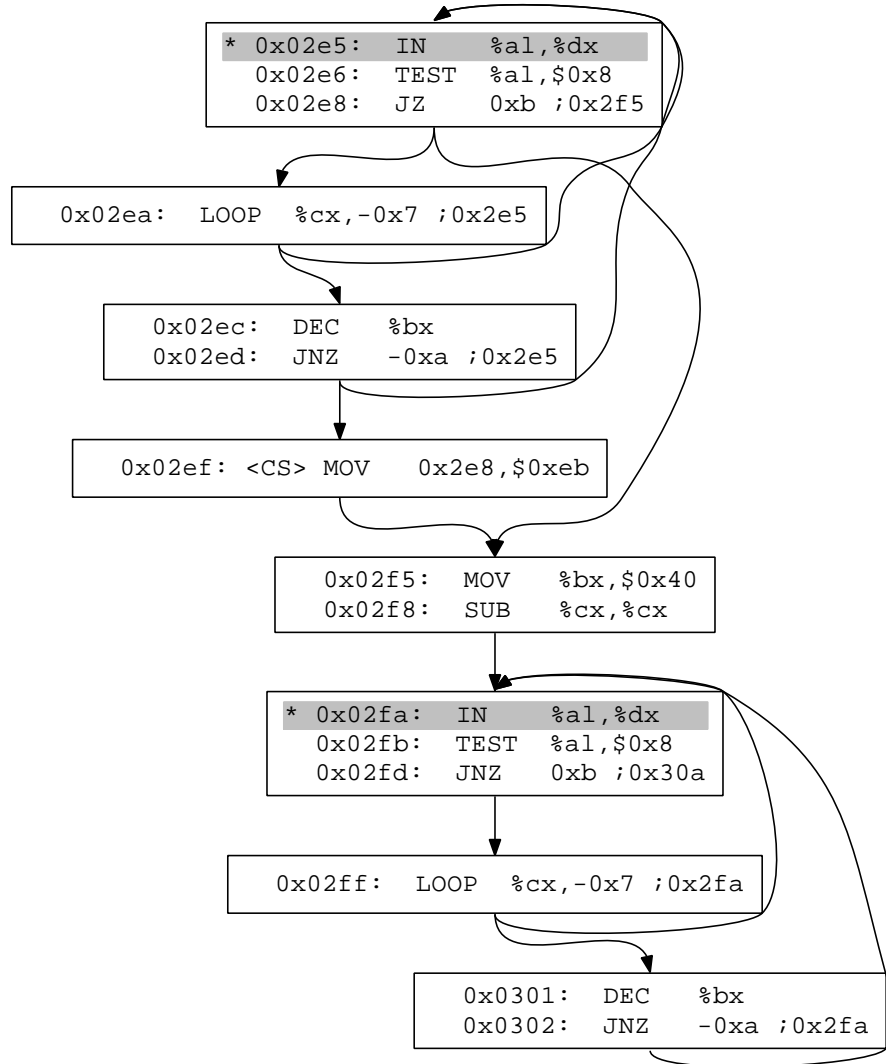 * 0x02e5: IN %al,%dx
0x02e6: TEST %al,$0x8
0x02e8: JZ 0xb ;0x2f5
0x02ea: LOOP %cx,-0x7 ;0x2e5
0x02ec: DEC %bx
0x02ed: JNZ -0xa ;0x2e5
0x02ef: <CS> MOV 0x2e8,$0xeb
0x02f5: MOV %bx,$0x40
0x02f8: SUB %cx,%cx
* 0x02fa: IN %al,%dx
0x02fb: TEST %al,$0x8
0x02fd: JNZ 0xb ;0x30a
0x02ff: LOOP %cx,-0x7 ;0x2fa
0x0301: DEC %bx
0x0302: JNZ -0xa ;0x2fa